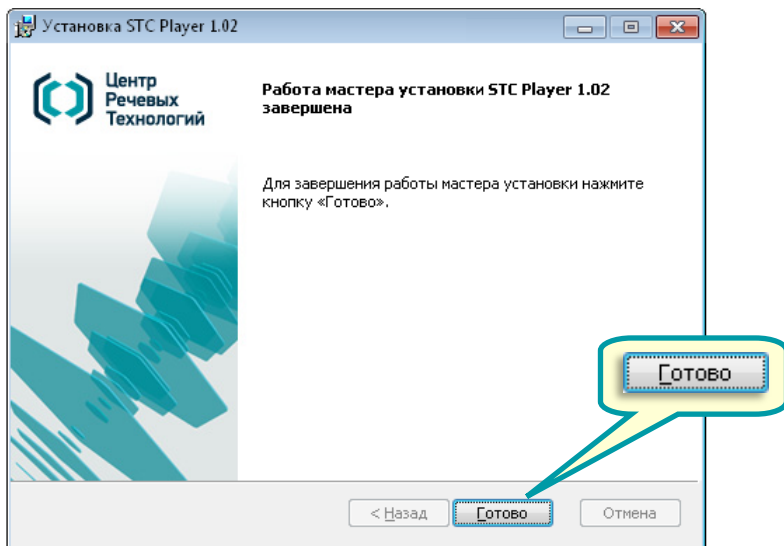 Установка STC Player 1.02
Центр
Речевых
Технологий
Работа мастера установки STC Player 1.02
завершена
Для завершения работы мастера установки нажмите
кнопку «Готово».
Готово
< Назад
Готово
Отмена